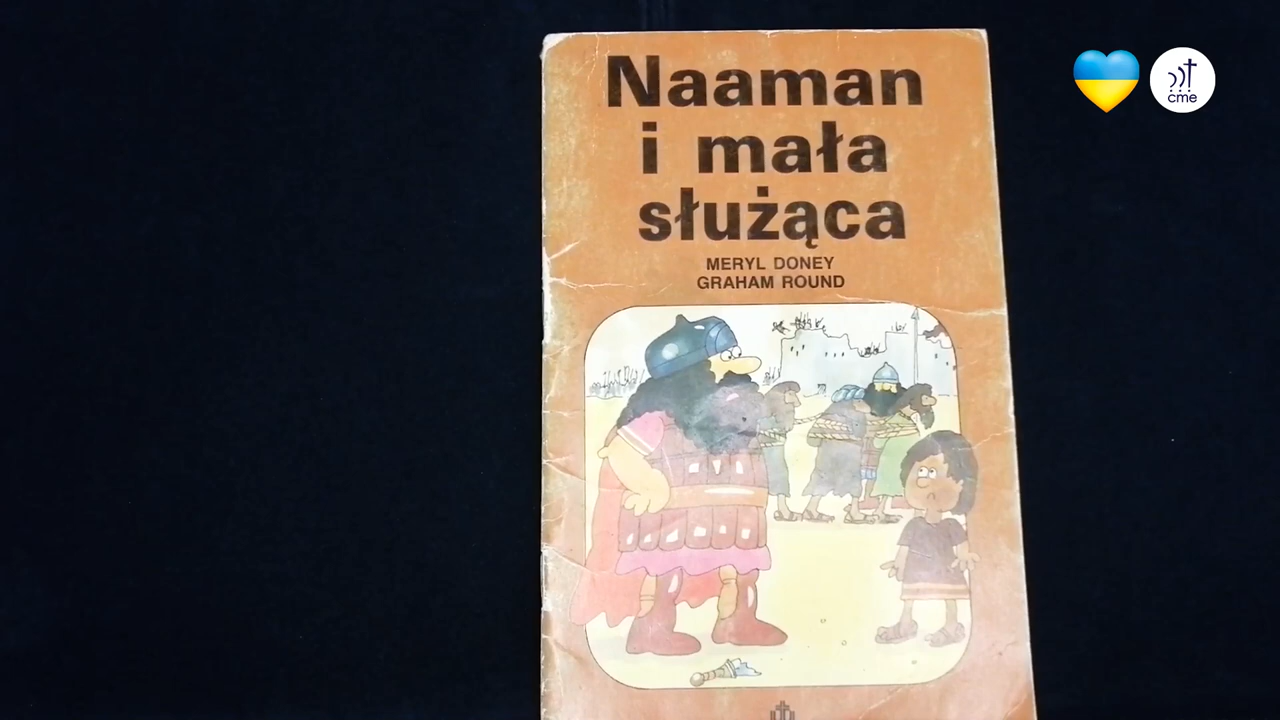 Naaman
i mała
służąca
MERYL DONEY
GRAHAM ROUND
cme